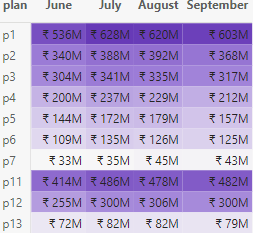 plan June July August September
p1 ₹ 536M ₹ 628M ₹ 620M ₹ 603M
p2 ₹ 340M ₹ 388M ₹ 392M ₹ 368M
p3 ₹ 304M ₹ 341M ₹ 335M ₹ 317M
p4 ₹ 200M ₹ 237M ₹ 229M ₹ 212M
p5 ₹ 144M ₹ 172M ₹ 179M ₹ 157M
p6 ₹ 109M ₹ 135M ₹ 126M ₹ 125M
p7 ₹ 33M ₹ 35M ₹ 45M ₹ 43M
p11 ₹ 414M ₹ 486M ₹ 478M ₹ 482M
p12 ₹ 255M ₹ 300M ₹ 306M ₹ 300M
p13 ₹ 72M ₹ 82M ₹ 82M ₹ 79M